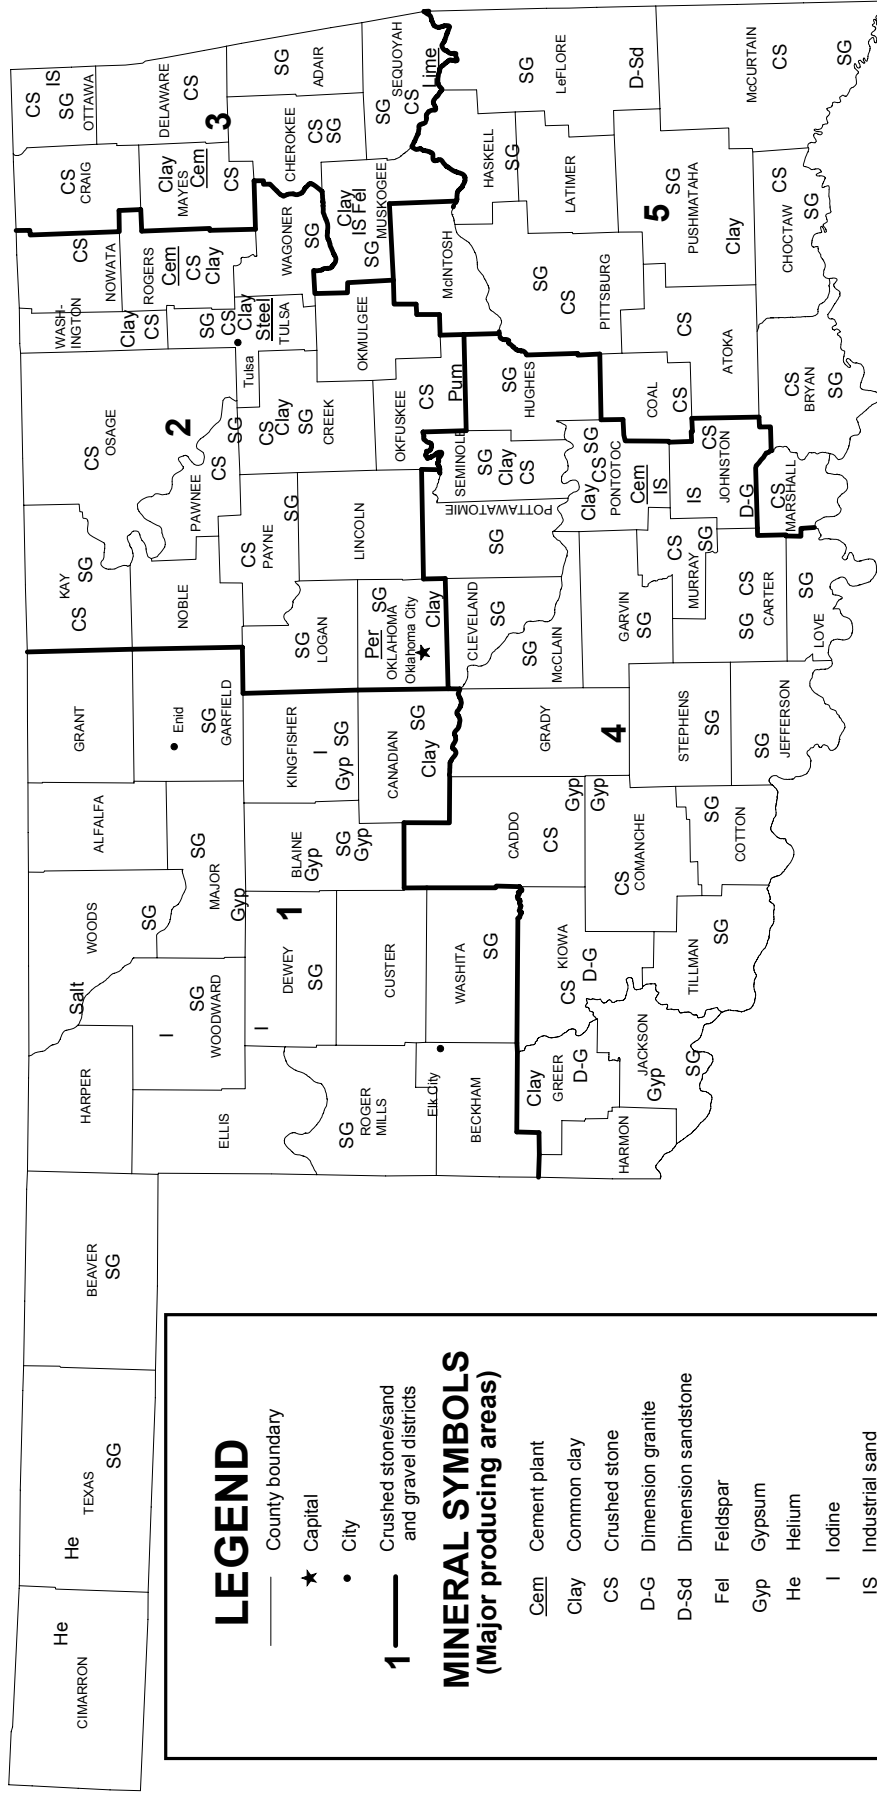 CIMARRON
He
He
TEXAS
SG
BEAVER
SG
HARPER
Salt
WOODS
SG
ALFALFA
GRANT
KAY
CS
SG
OSAGE
CS
WASH-
INGTON
Clay
CS
NOWATA
CS
CRAIG
CS
CS
IS
SG
OTTAWA
ELLIS
I
SG
WOODWARD
SG
MAJOR
Gyp
Enid
SG
GARFIELD
NOBLE
2
PAWNEE
CS
SG
ROGERS
Cem
CS
Clay
Clay
MAYES
Cem
CS
DELAWARE
CS
3
SG
CS
Clay
Steel
TULSA
Tulsa
I
DEWEY
SG
1
BLAINE
Gyp
SG
Gyp
KINGFISHER
I
Gyp
SG
SG
LOGAN
CS
PAYNE
SG
CS
Clay
SG
CREEK
WAGONER
SG
CHEROKEE
CS
SG
SG
ADAIR
SG
ROGER
MILLS
CUSTER
CANADIAN
SG
Clay
Per
SG
OKLAHOMA
Oklahoma City
Clay
LINCOLN
OKMULGEE
OKFUSKEE
CS
Pum
Clay
IS Fel
SG
MUSKOGEE
SEQUOYAH
SG
CS
Lime
Elk City
BECKHAM
WASHITA
SG
CADDO
CS
Gyp
GRADY
CLEVELAND
SG
SG
McCLAIN
POTTAWATOMIE
SG
SEMINOLE
SG
Clay
CS
SG
HUGHES
McINTOSH
HASKELL
SG
SG
LeFLORE
D-Sd
Clay
GREER
D-G
CS
KIOWA
D-G
Gyp
CS
COMANCHE
4
GARVIN
SG
Clay
CS
SG
PONTOTOC
Cem
IS
SG
CS
PITTSBURG
LATIMER
HARMON
JACKSON
Gyp
SG
TILLMAN
SG
SG
COTTON
STEPHENS
SG
SG
JEFFERSON
CS
MURRAY
SG
SG
CS
CARTER
SG
LOVE
IS
CS
JOHNSTON
D-G
CS
MARSHALL
COAL
CS
CS
ATOKA
5
SG
PUSHMATAHA
Clay
CS
BRYAN
SG
CS
CHOCTAW
SG
McCURTAIN
CS
SG
LEGEND
County boundary
Capital
City
1
Crushed stone/sand
and gravel districts
MINERAL SYMBOLS
(Major producing areas)
Cem Cement plant
Clay Common clay
CS Crushed stone
D-G Dimension granite
D-Sd Dimension sandstone
Fel Feldspar
Gyp Gypsum
He Helium
I Iodine
IS Industrial sand